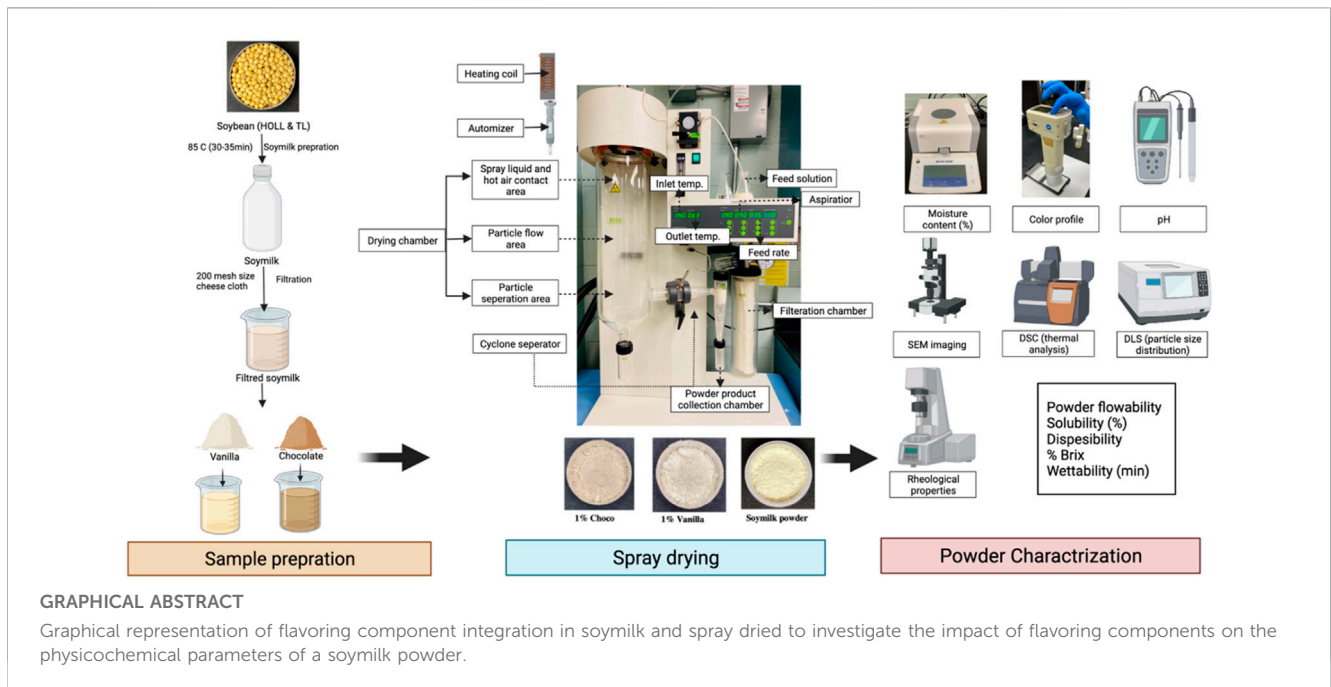 Soybean (HOLL & TL)
85 C (30-35min)
Soymilk prepration
Soymilk
200 mesh size
cheese cloth
Filtration
Filtred soymilk
Vanilla
Chocolate
Sample prepration
Heating coil
Automizer
Spray liquid and
hot air contact
area
Drying chamber
Particle flow
area
Particle
seperation area
Cyclone seperator
Inlet temp.
Outlet temp.
Feed solution
Aspiratior
Feed rate
Filteration chamber
Powder product
collection chamber
1% Choco
1% Vanilla
Soymilk powder
Spray drying
Moisture
content (%)
Color profile
pH
SEM imaging
DSC (thermal
analysis)
DLS (particle size
distribution)
Rheological
properties
Powder flowability
Solubility (%)
Dispesibility
% Brix
Wettability (min)
Powder Charactrization
GRAPHICAL ABSTRACT
Graphical representation of flavoring component integration in soymilk and spray dried to investigate the impact of flavoring components on the
physicochemical parameters of a soymilk powder.